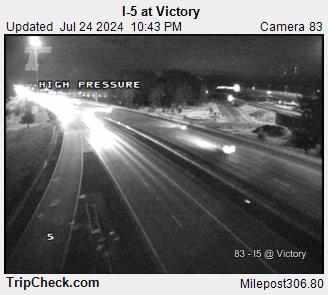 I-5 at Victory
Updated Jul 24 2024 10:43 PM Camera 83
HIGH PRESSURE
S
83 - I5 @ Victory
TripCheck.com Milepost306.80